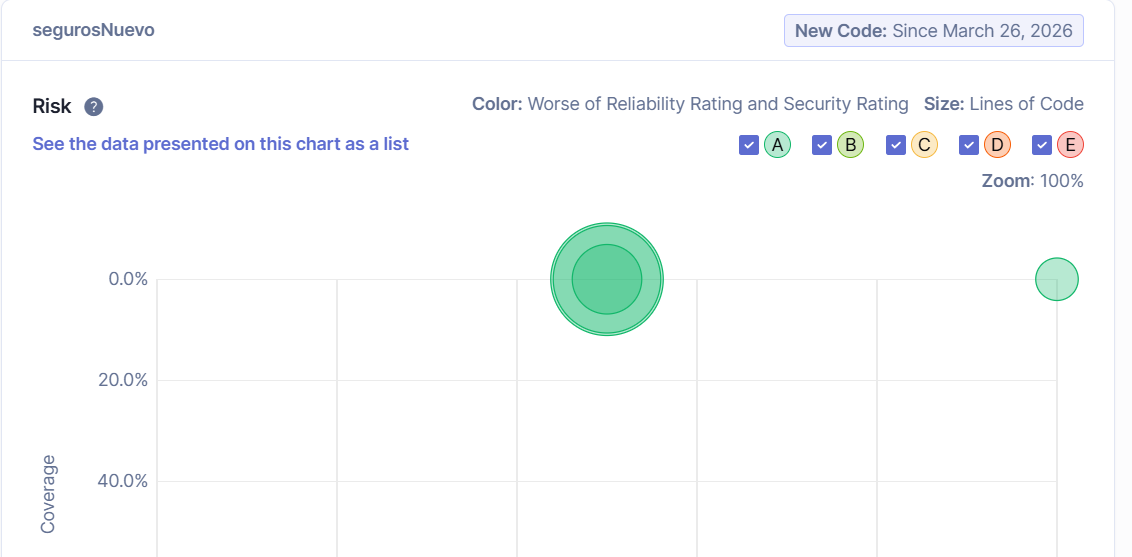 segurosNuevo
New Code: Since March 26, 2026
Risk ?
Color: Worse of Reliability Rating and Security Rating Size: Lines of Code
See the data presented on this chart as a list
A B C D E
Zoom: 100%
0.0%
20.0%
40.0%
Coverage